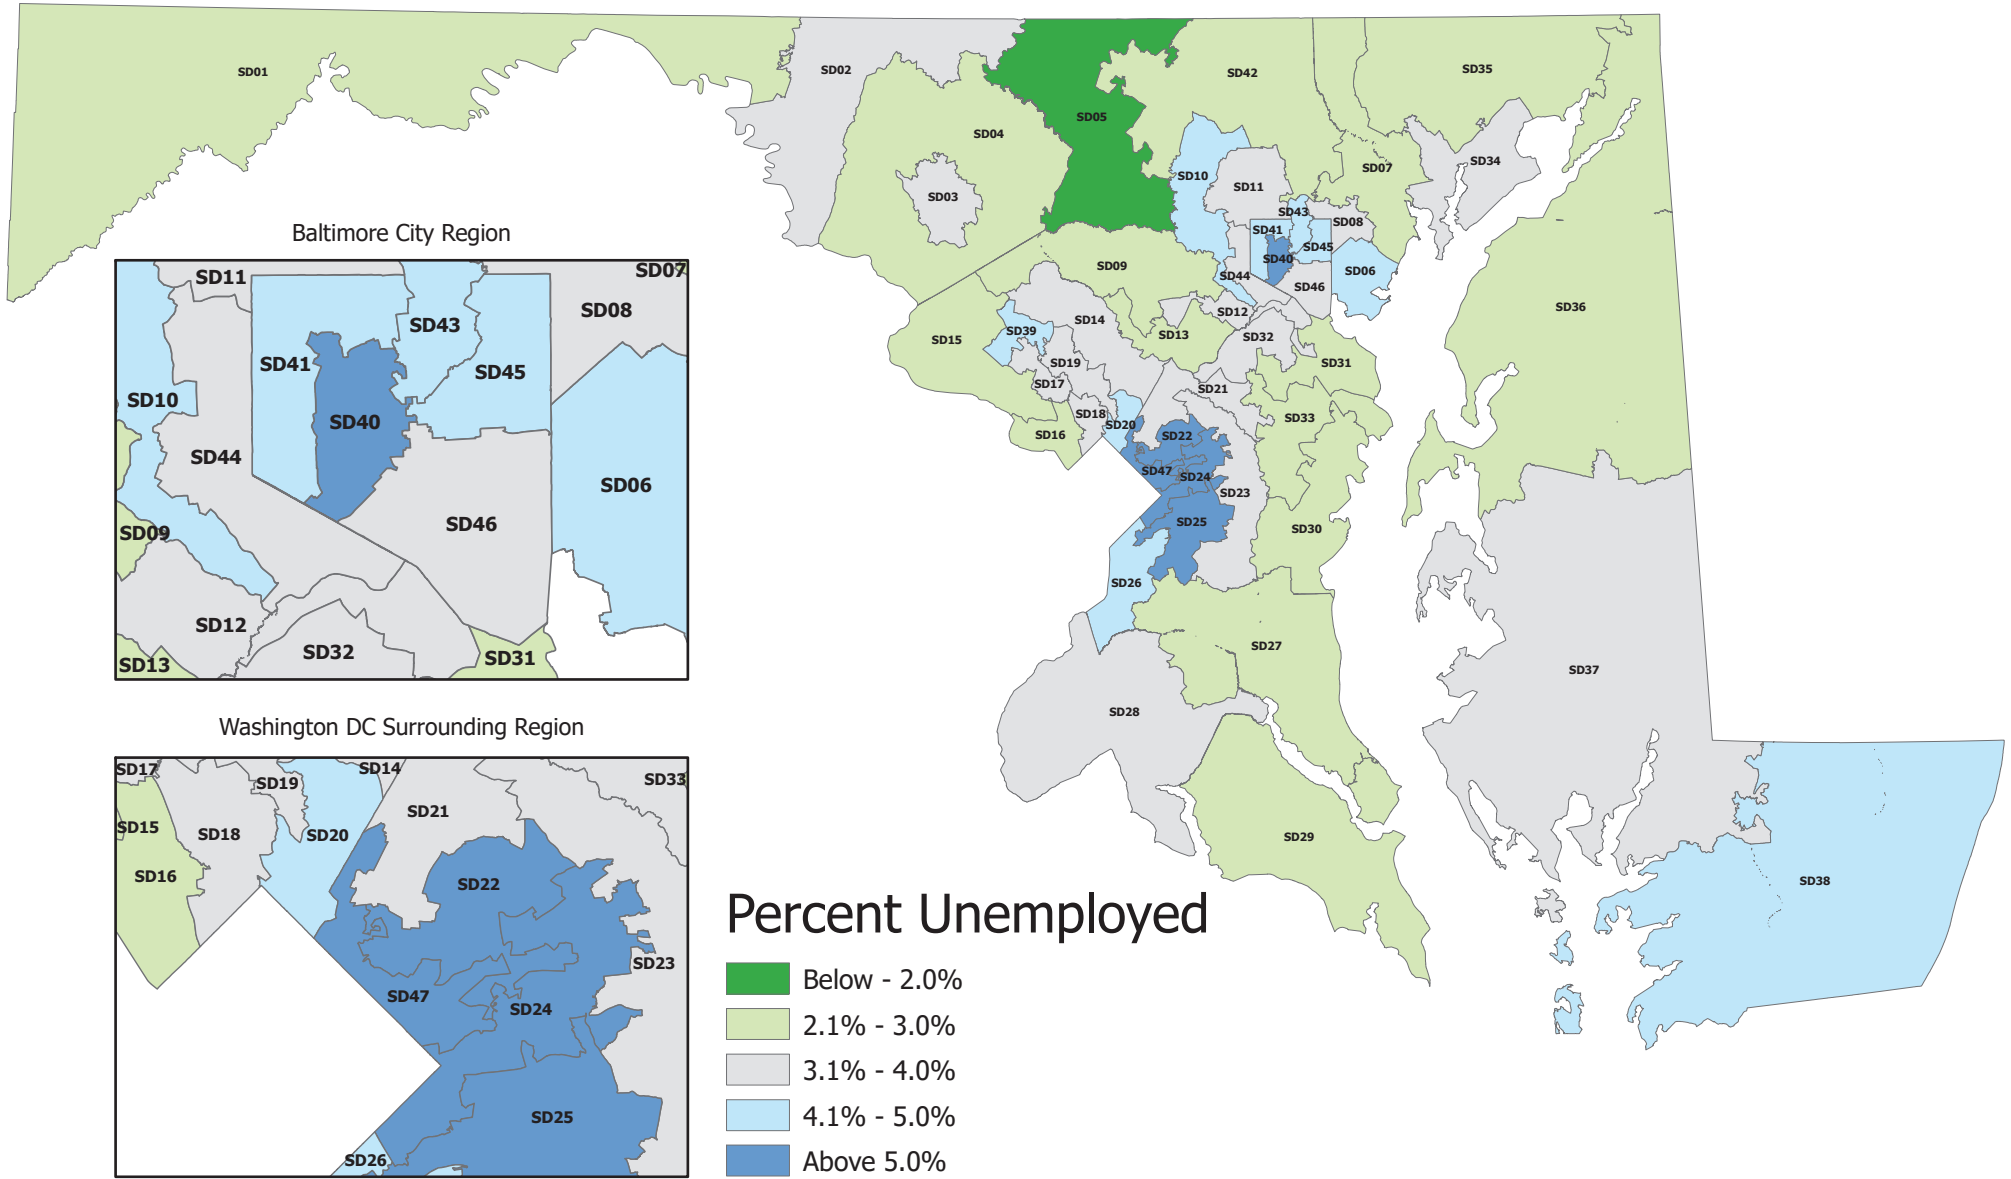 SD01
SD02
SD42
SD35
SD05
SD04
SD34
SD07
SD10
SD11
SD03
SD43
SD08
SD41
SD45
SD40
SD09
SD44
SD06
SD46
SD36
SD12
SD14
SD39
SD13
SD32
SD15
SD19
SD31
SD17
SD21
SD18
SD33
SD20
SD16
SD22
SD47
SD24
SD23
SD25
SD30
SD26
SD27
SD37
SD28
SD29
SD38
Baltimore City Region
SD07
SD11
SD08
SD43
SD41
SD45
SD10
SD40
SD44
SD06
SD46
SD09
SD12
SD32
SD31
SD13
Washington DC Surrounding Region
SD17
SD14
SD33
SD19
SD21
SD15
SD18
SD20
SD16
SD22
SD23
SD47
SD24
SD25
SD26
Percent Unemployed
Below - 2.0%
2.1% - 3.0%
3.1% - 4.0%
4.1% - 5.0%
Above 5.0%